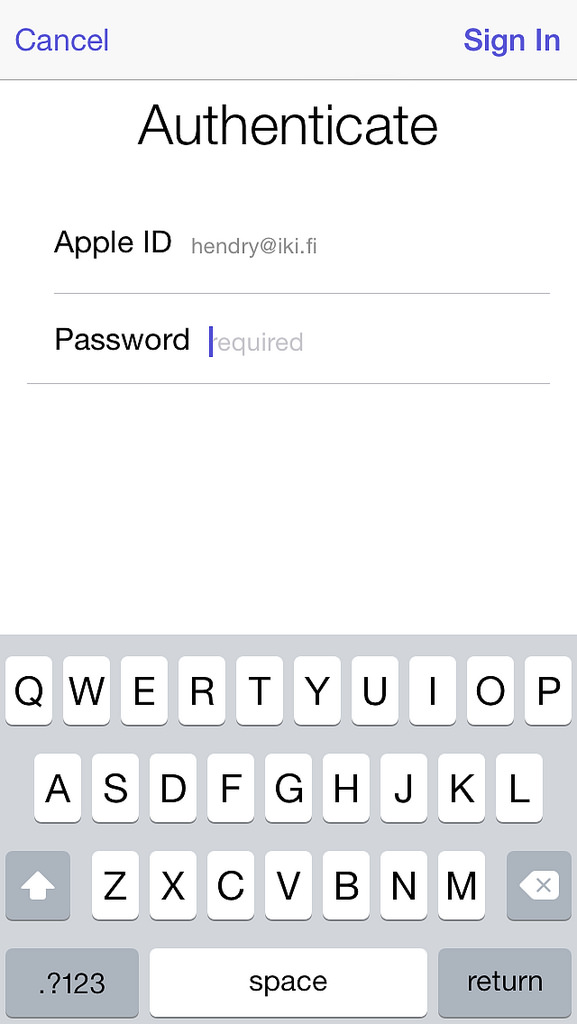 Cancel Sign In
Authenticate
Apple ID hendry@iki.fi
Password required
Q W E R T Y U I O P
A S D F G H J K L
Z X C V B N M
.?123 space return